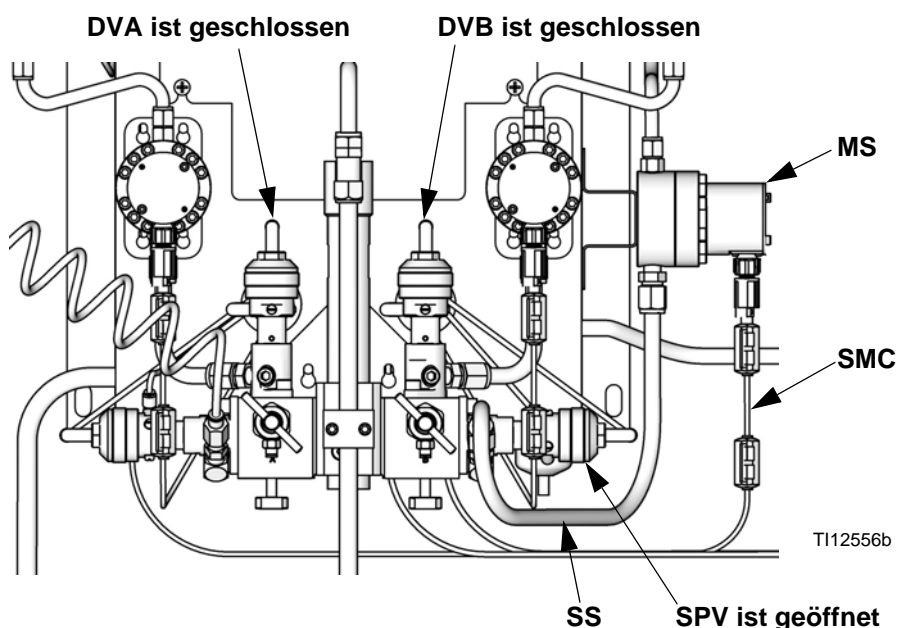 DVA ist geschlossen
DVB ist geschlossen
MS
SMC
TI12556b
SS
SPV ist geöffnet